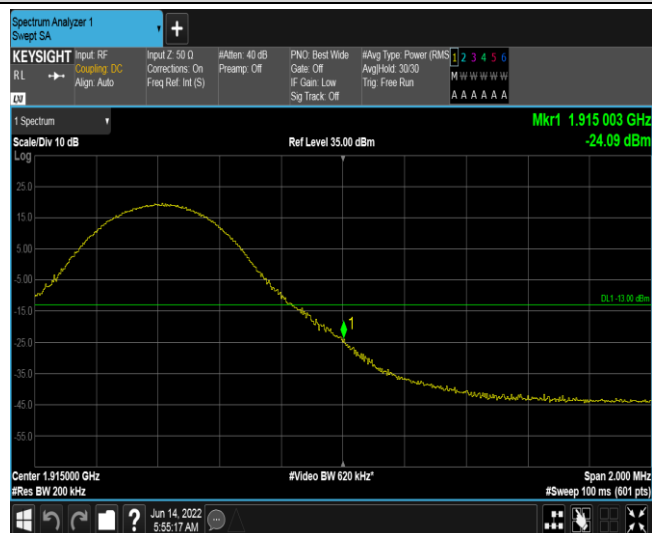 Spectrum Analyzer 1
Swept SA
+
KEYSIGHT Input: RF Input Z: 50 Ω #Atten: 40 dB PNO: Best Wide #Avg Type: Power (RMS 1 2 3 4 5 6
RL Coupling: DC Corrections: On Preamp: Off Gate: Off Avg|Hold: 30/30 M W W W W W
Align: Auto Freq Ref: Int (S) IF Gain: Low Trig: Free Run
Sig Track: Off A A A A A A
LXI
1 Spectrum Mkr1 1.915 003 GHz
Scale/Div 10 dB Ref Level 35.00 dBm -24.09 dBm
Log
25.0
15.0
5.00
-5.00
DL1 -13.00 dBm
-15.0
1
-25.0
-35.0
-45.0
-55.0
Center 1.915000 GHz #Video BW 620 kHz* Span 2.000 MHz
#Res BW 200 kHz #Sweep 100 ms (601 pts)
? Jun 14, 2022
5:55:17 AM